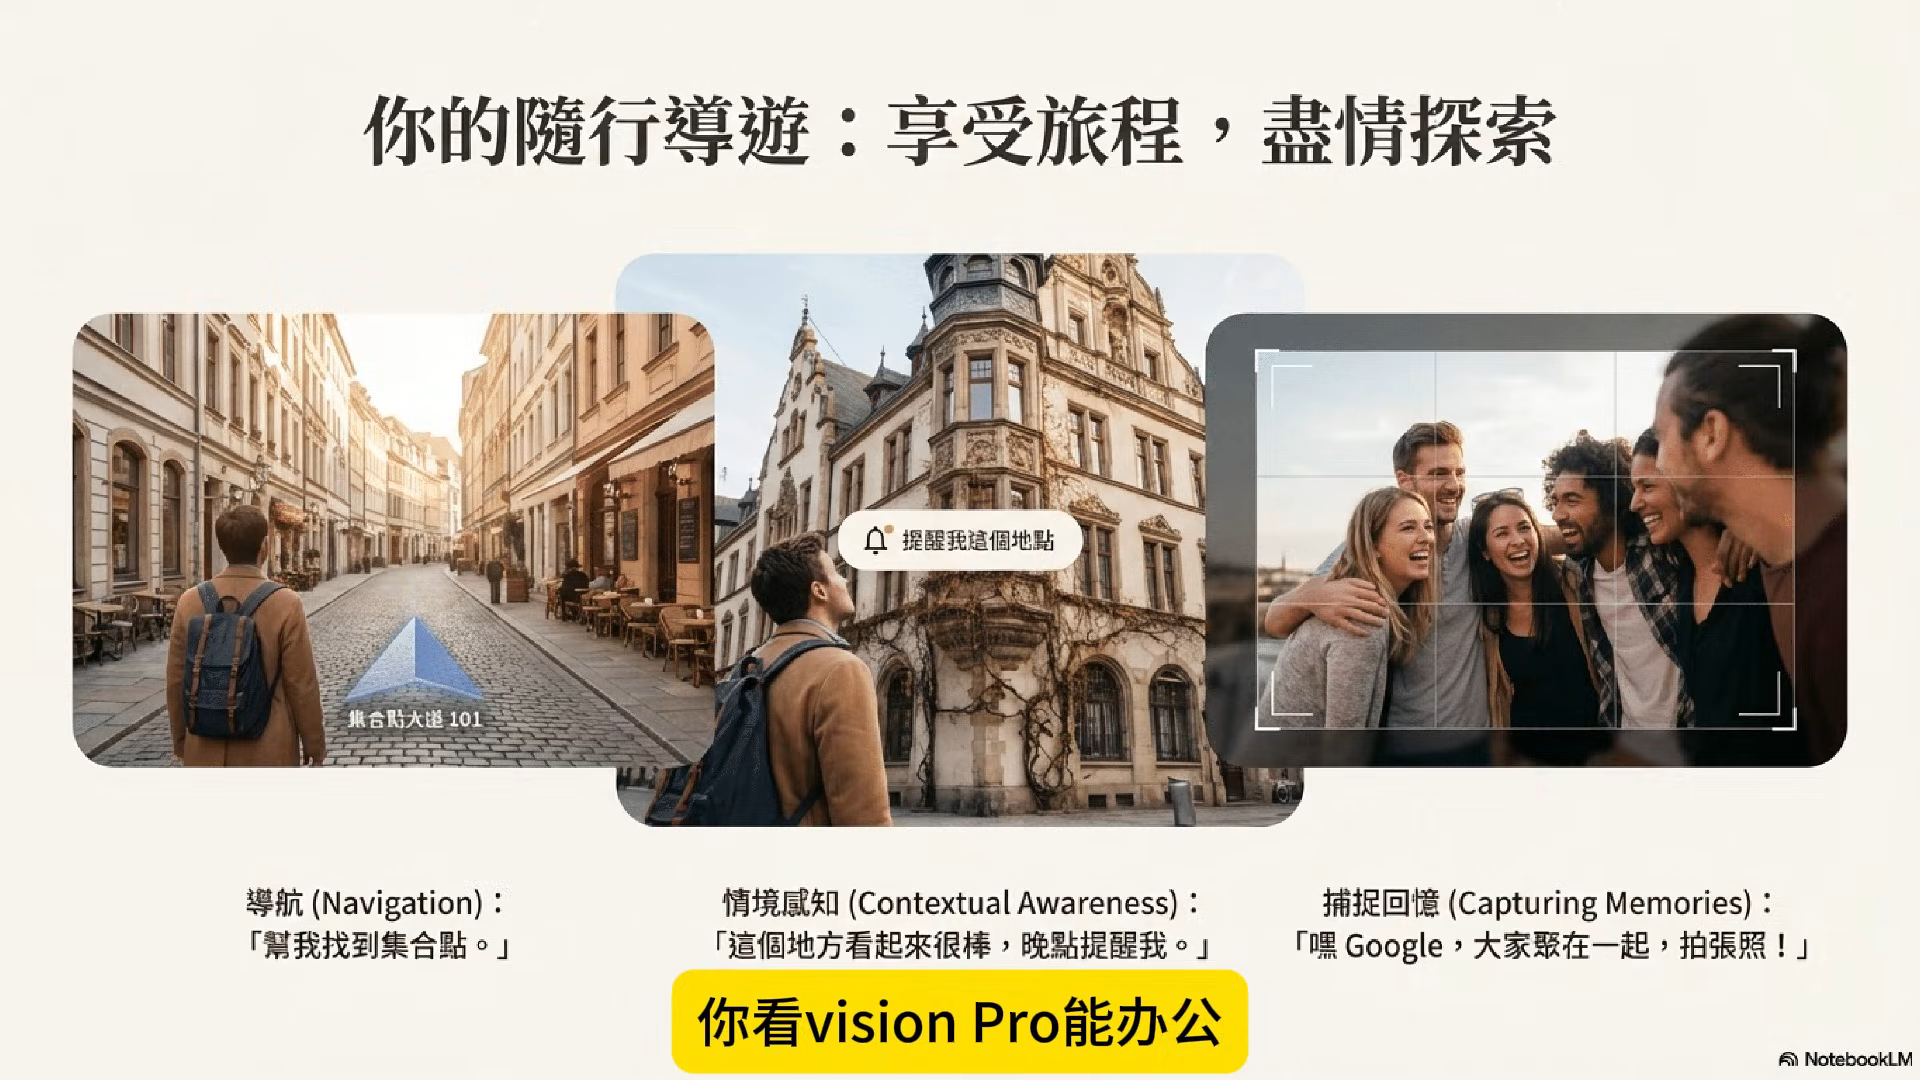 你的隨行導遊：享受旅程，盡情探索
提醒我這個地點
集合點大道 101
導航 (Navigation)：
「幫我找到集合點。」
情境感知 (Contextual Awareness)：
「這個地方看起來很棒，晚點提醒我。」
捕捉回憶 (Capturing Memories)：
「嘿 Google，大家聚在一起，拍張照！」
你看vision Pro能办公
NotebookLM